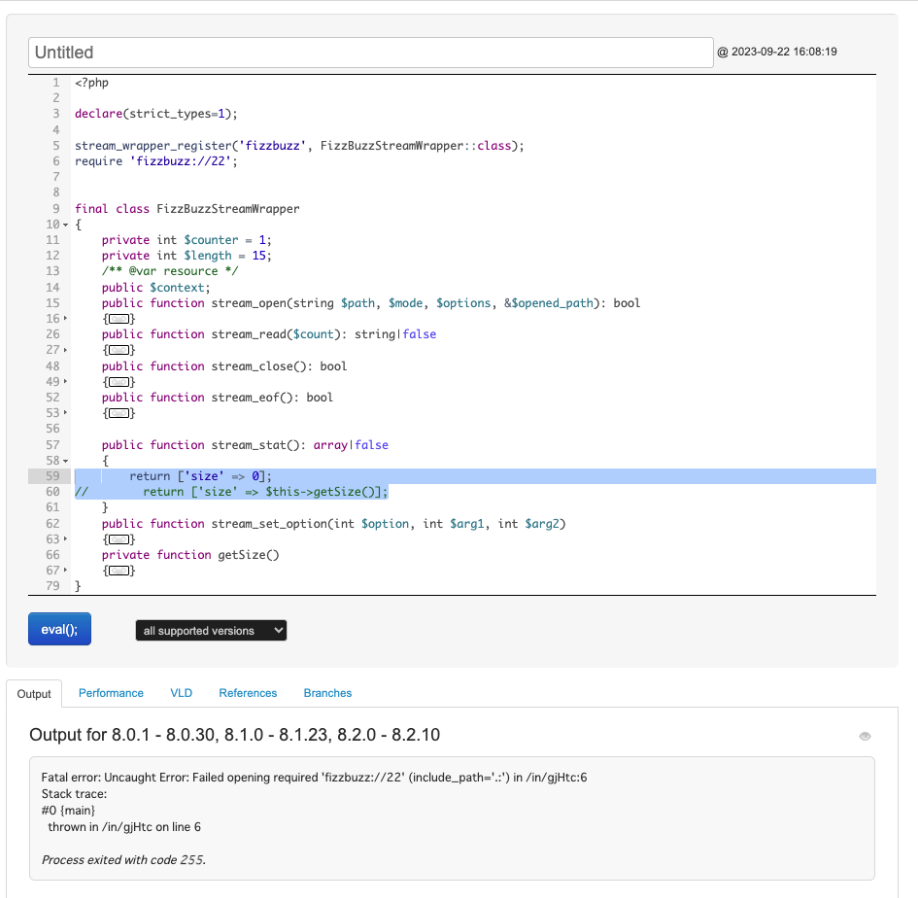 Untitled
@ 2023-09-22 16:08:19
1 <?php
2
3 declare(strict_types=1);
4
5 stream_wrapper_register('fizzbuzz', FizzBuzzStreamWrapper::class);
6 require 'fizzbuzz://22';
7
8
9 final class FizzBuzzStreamWrapper
10 {
11     private int $counter = 1;
12     private int $length = 15;
13     /** @var resource */
14     public $context;
15     public function stream_open(string $path, $mode, $options, &$opened_path): bool
16     {}
26     public function stream_read($count): string|false
27     {}
48     public function stream_close(): bool
49     {}
52     public function stream_eof(): bool
53     {}
56
57     public function stream_stat(): array|false
58     {
59         return ['size' => 0];
60 //        return ['size' => $this->getSize()];
61     }
62     public function stream_set_option(int $option, int $arg1, int $arg2)
63     {}
66     private function getSize()
67     {}
79 }
eval();
all supported versions
Output Performance VLD References Branches
Output for 8.0.1 - 8.0.30, 8.1.0 - 8.1.23, 8.2.0 - 8.2.10
Fatal error: Uncaught Error: Failed opening required 'fizzbuzz://22' (include_path='.:') in /in/gjHtc:6
Stack trace:
#0 {main}
  thrown in /in/gjHtc on line 6
Process exited with code 255.